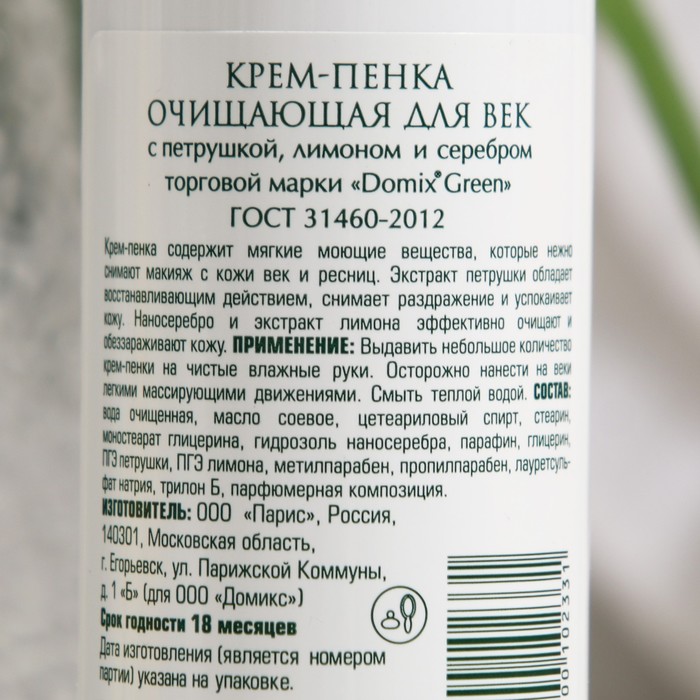 КРЕМ-ПЕНКА
ОЧИЩАЮЩАЯ ДЛЯ ВЕК
с петрушкой, лимоном и серебром
торговой марки «Domix® Green»
ГОСТ 31460-2012
Крем-пенка содержит мягкие моющие вещества, которые нежно
снимают макияж с кожи век и ресниц. Экстракт петрушки обладает
восстанавливающим действием, снимает раздражение и успокаивает
кожу. Наносеребро и экстракт лимона эффективно очищают и
обеззараживают кожу. ПРИМЕНЕНИЕ: Выдавить небольшое количество
крем-пенки на чистые влажные руки. Осторожно нанести на веки
легкими массирующими движениями. Смыть теплой водой. СОСТАВ:
вода очищенная, масло соевое, цетеариловый спирт, стеарин,
моностеарат глицерина, гидрозоль наносеребра, парафин, глицерин,
ПГЭ петрушки, ПГЭ лимона, метилпарабен, пропилпарабен, лауретсуль-
фат натрия, трилон Б, парфюмерная композиция.
ИЗГОТОВИТЕЛЬ: ООО «Парис», Россия,
140301, Московская область,
г. Егорьевск, ул. Парижской Коммуны,
д. 1 «Б» (для ООО «Домикс»)
Срок годности 18 месяцев
Дата изготовления (является номером
партии) указана на упаковке.
00102331